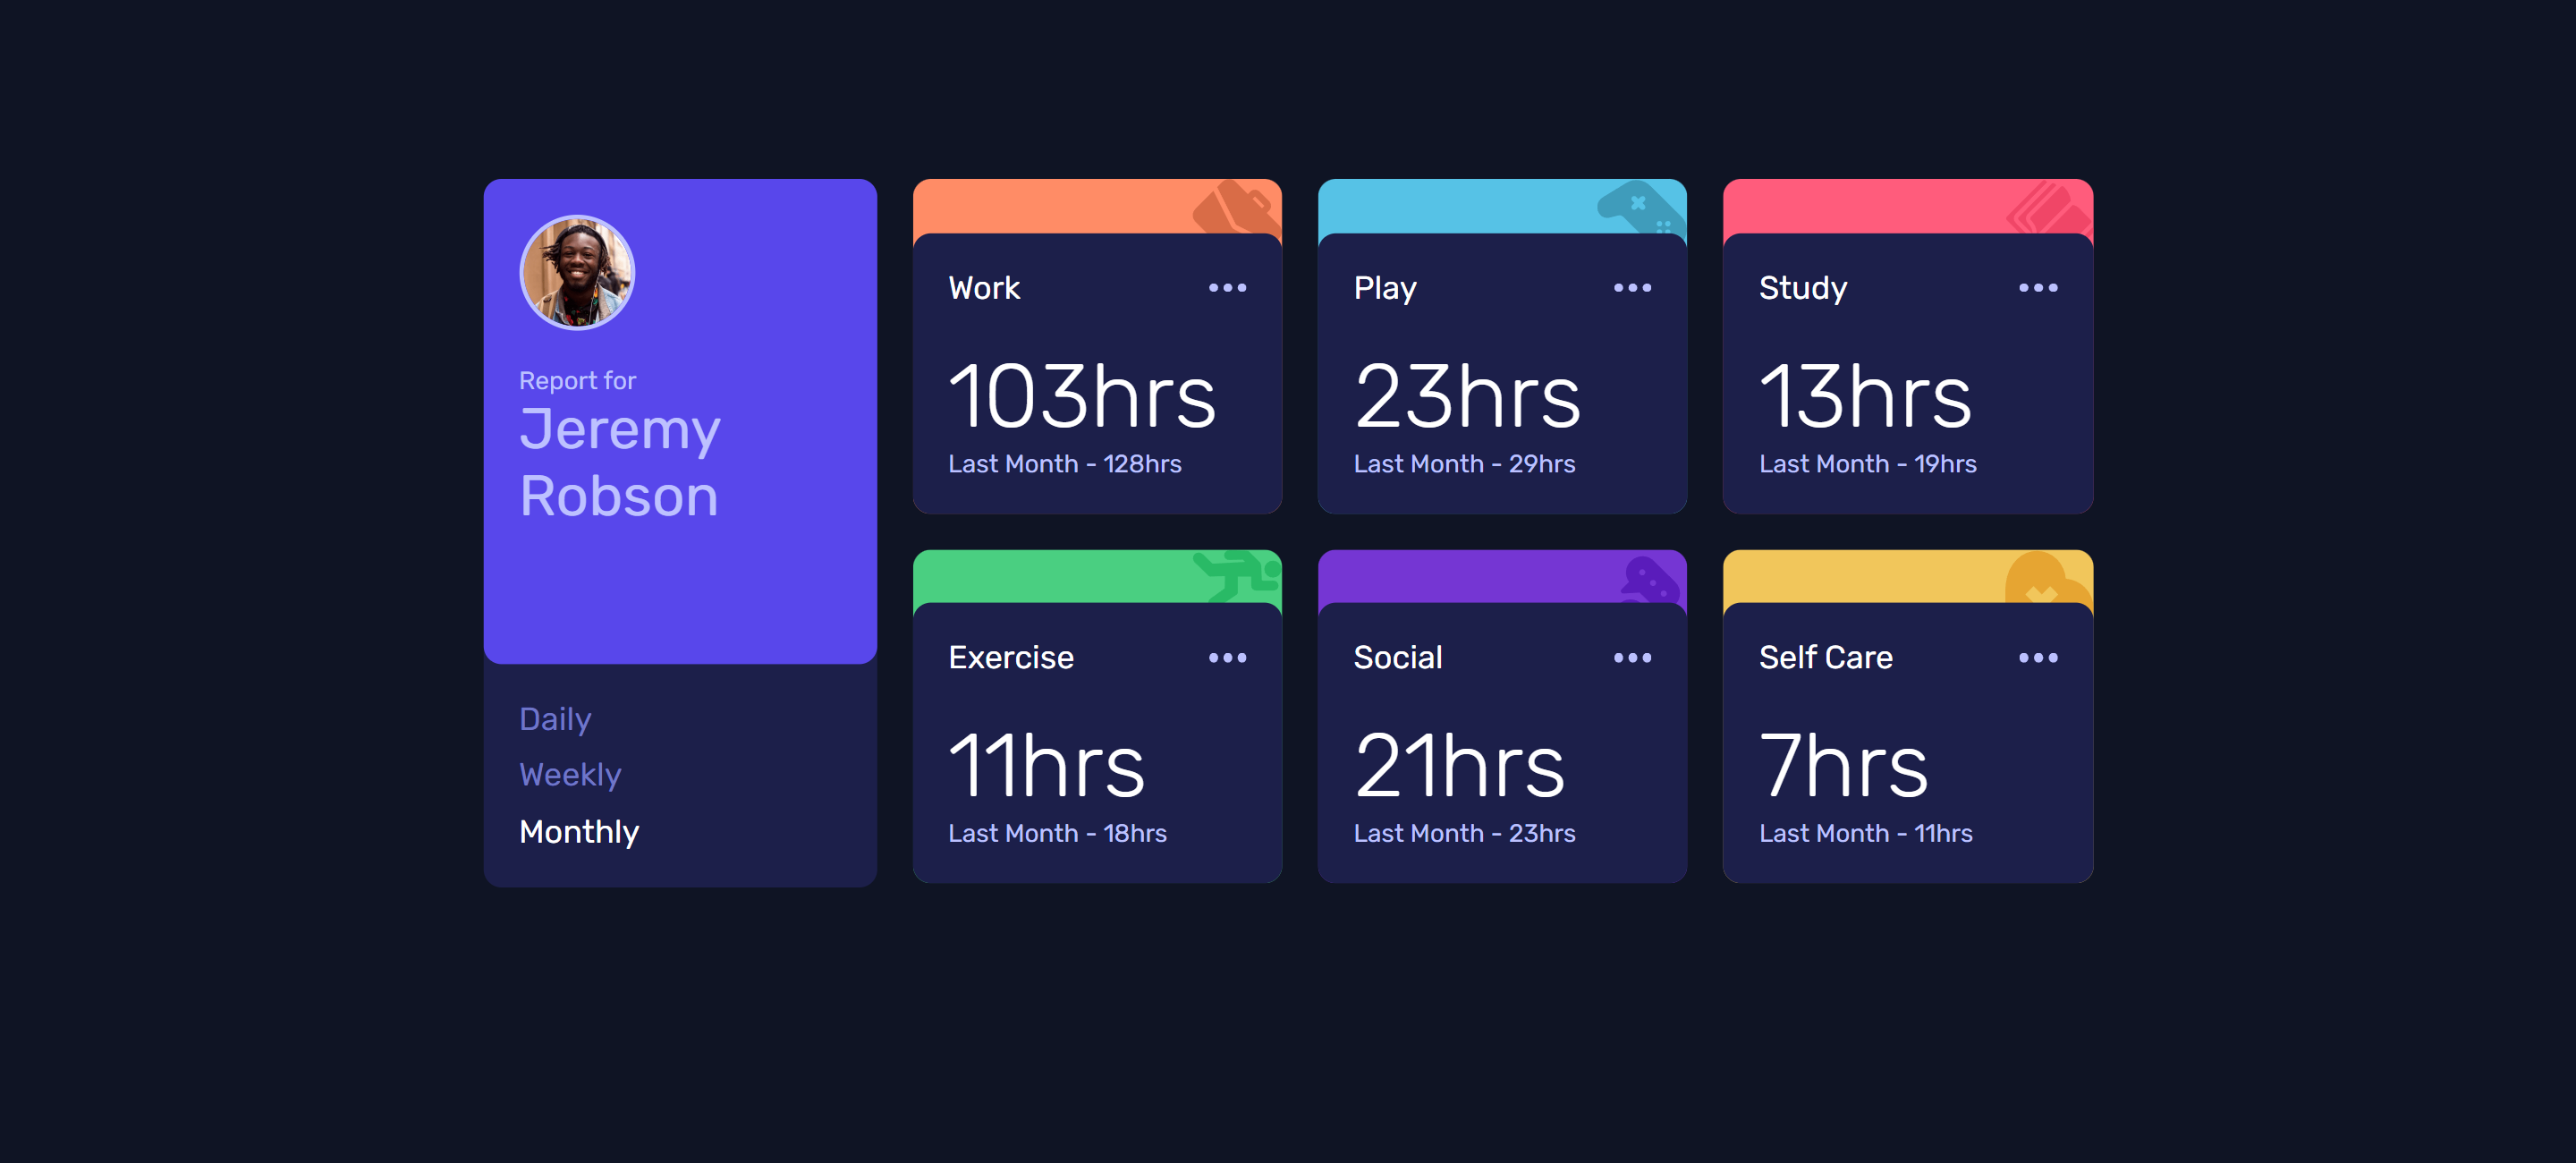 Report for
Jeremy
Robson
Daily
Weekly
Monthly
Work
103hrs
Last Month - 128hrs
Play
23hrs
Last Month - 29hrs
Study
13hrs
Last Month - 19hrs
Exercise
11hrs
Last Month - 18hrs
Social
21hrs
Last Month - 23hrs
Self Care
7hrs
Last Month - 11hrs